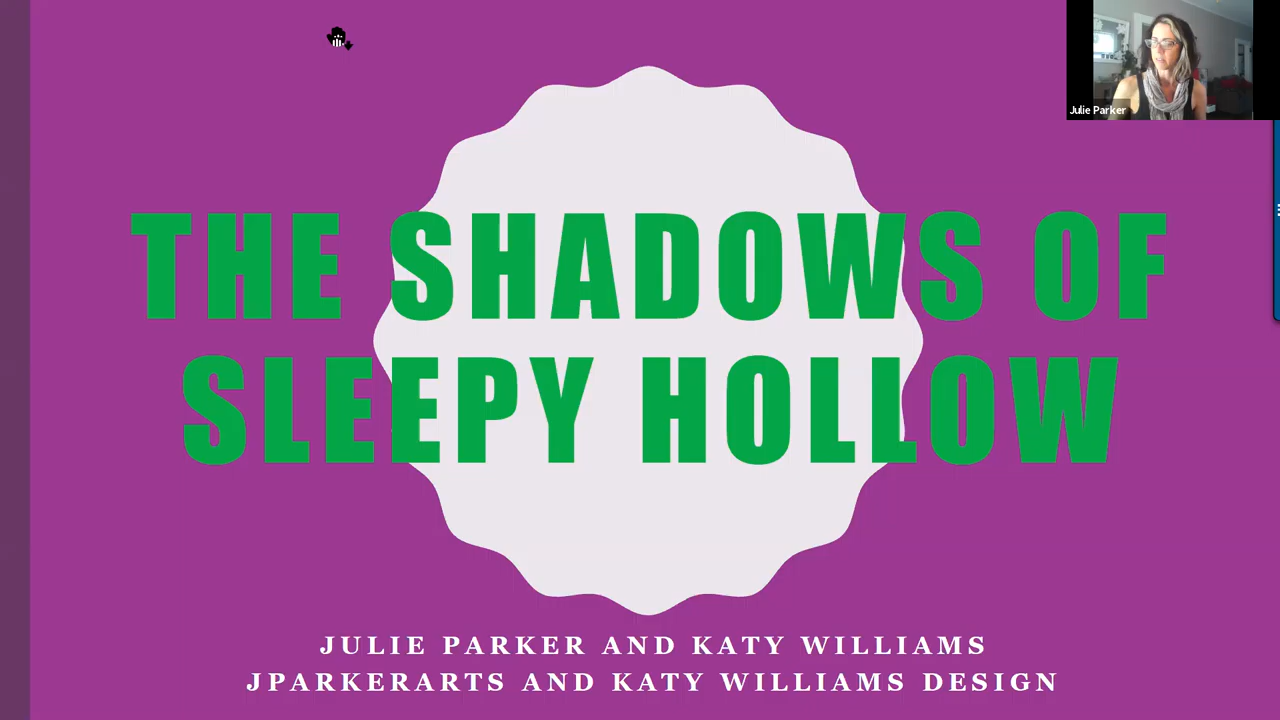 Julie Parker
THE SHADOWS OF
SLEEPY HOLLOW
JULIE PARKER AND KATY WILLIAMS
JPARKERARTS AND KATY WILLIAMS DESIGN